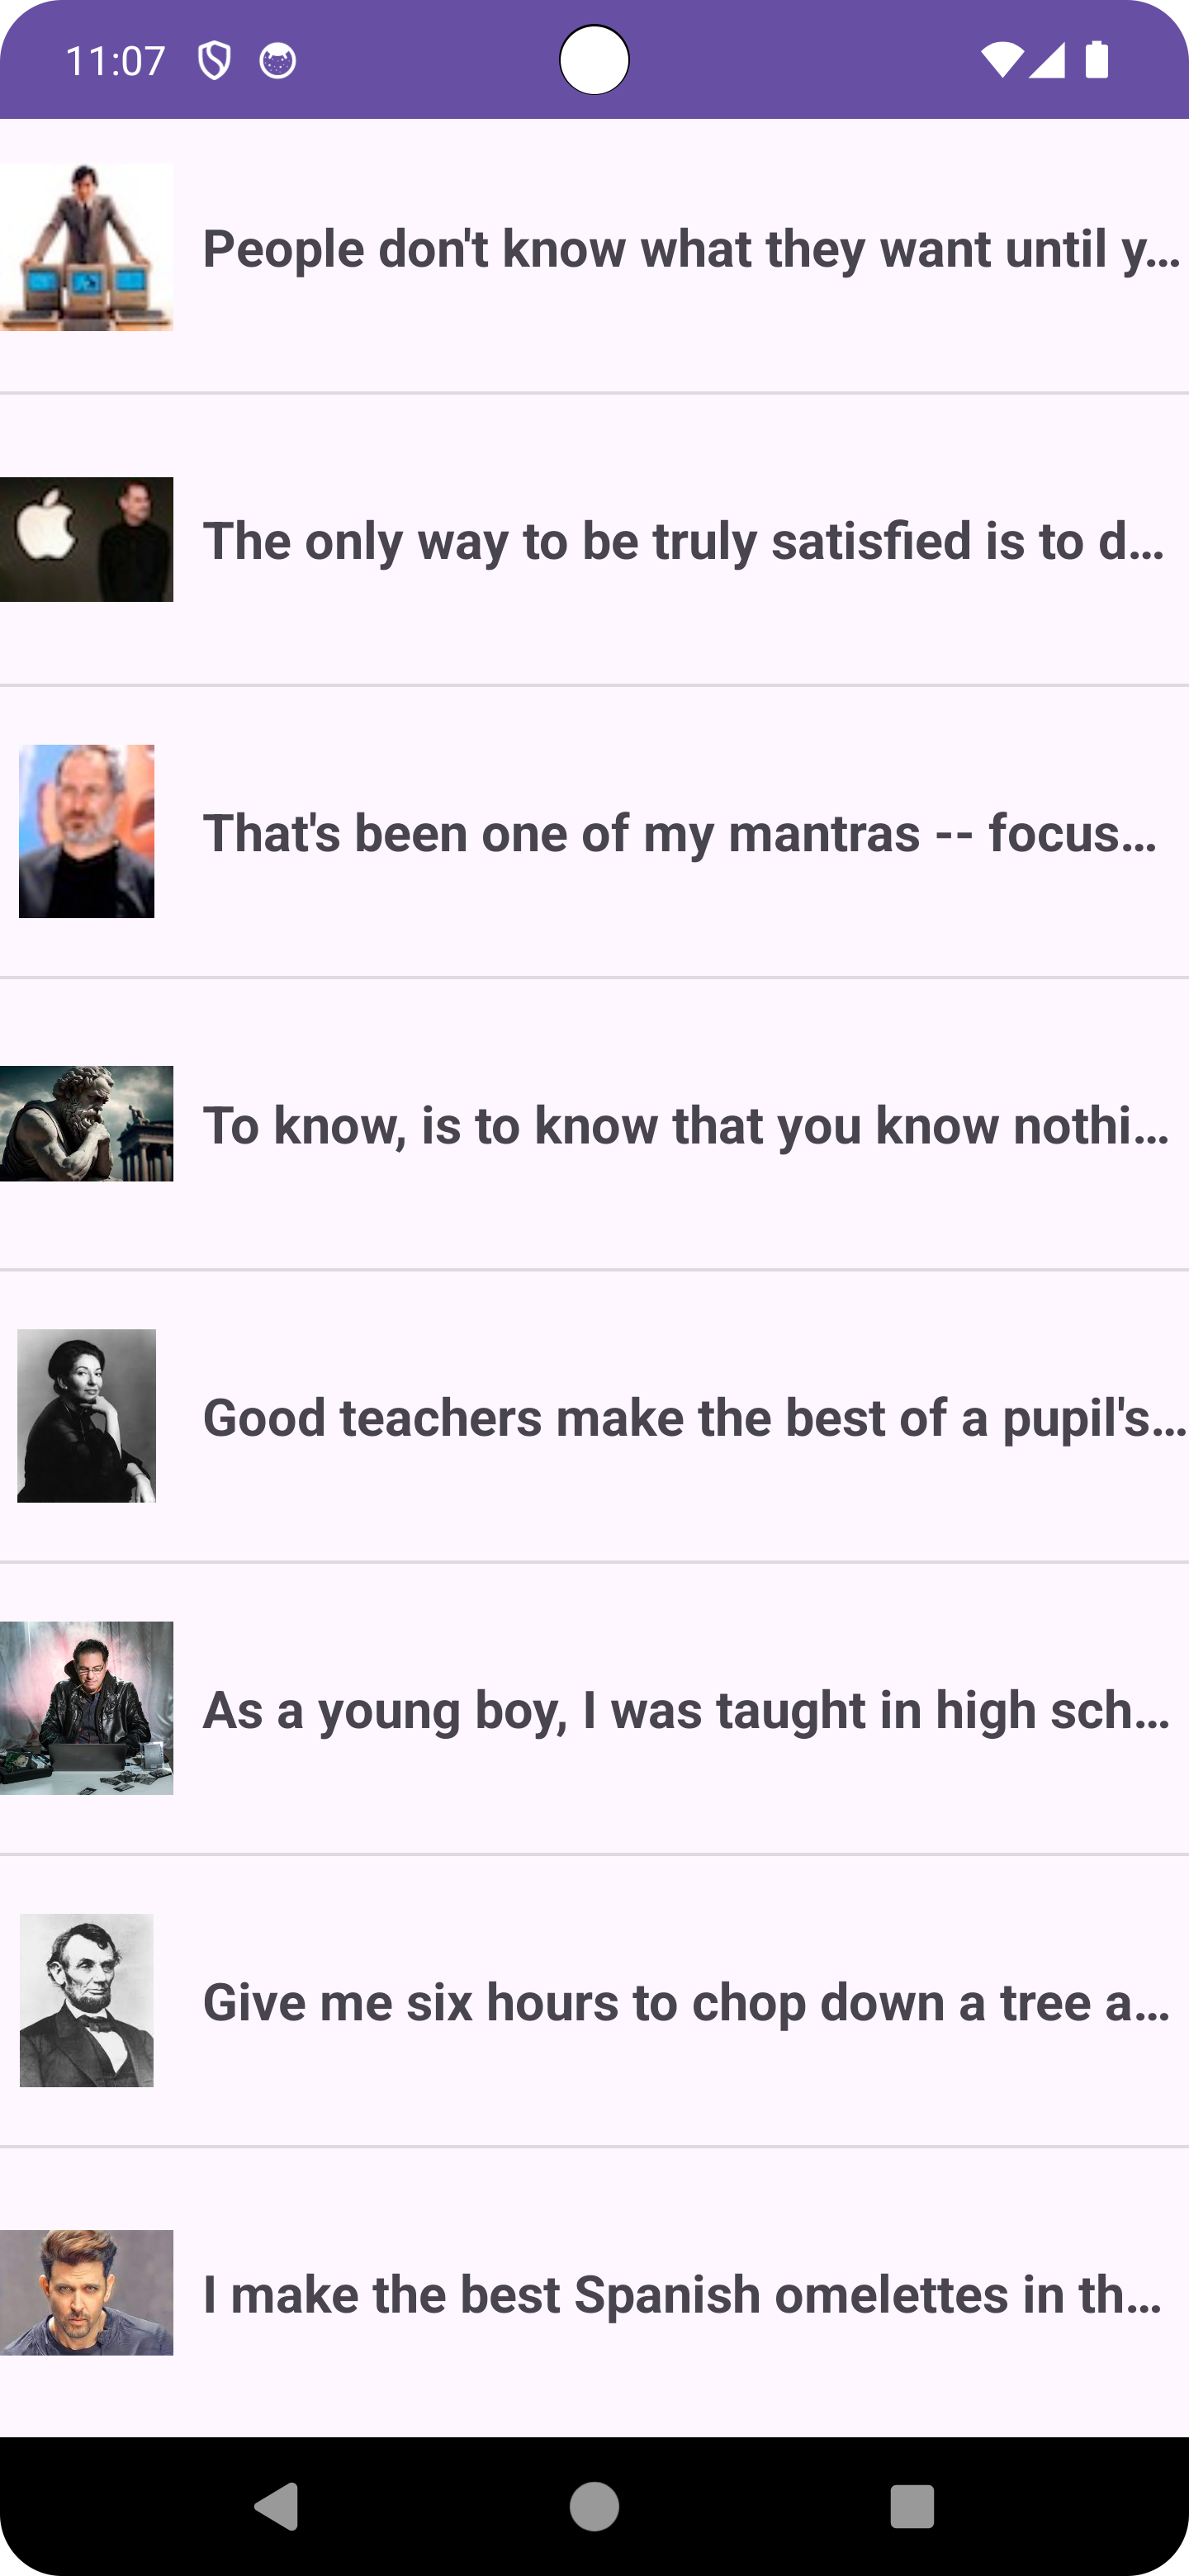 11:07
People don't know what they want until y...
The only way to be truly satisfied is to d...
That's been one of my mantras -- focus...
To know, is to know that you know nothi...
Good teachers make the best of a pupil's...
As a young boy, I was taught in high sch...
Give me six hours to chop down a tree a...
I make the best Spanish omelettes in th...